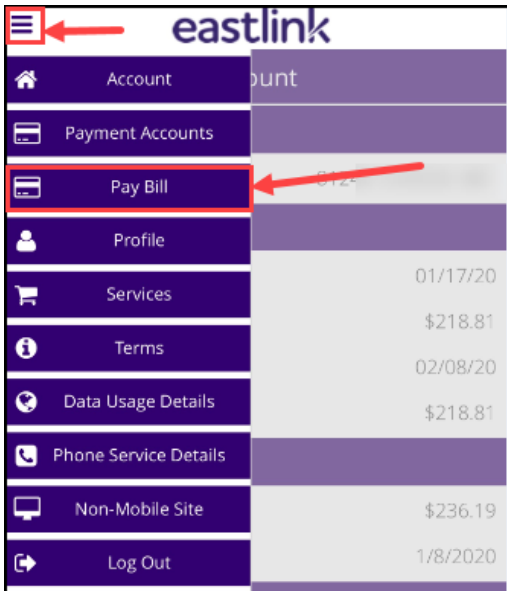 eastlink
Account
ount
Payment Accounts
Pay Bill
Profile
01/17/20
Services
$218.81
Terms
02/08/20
Data Usage Details
$218.81
Phone Service Details
Non-Mobile Site
$236.19
Log Out
1/8/2020